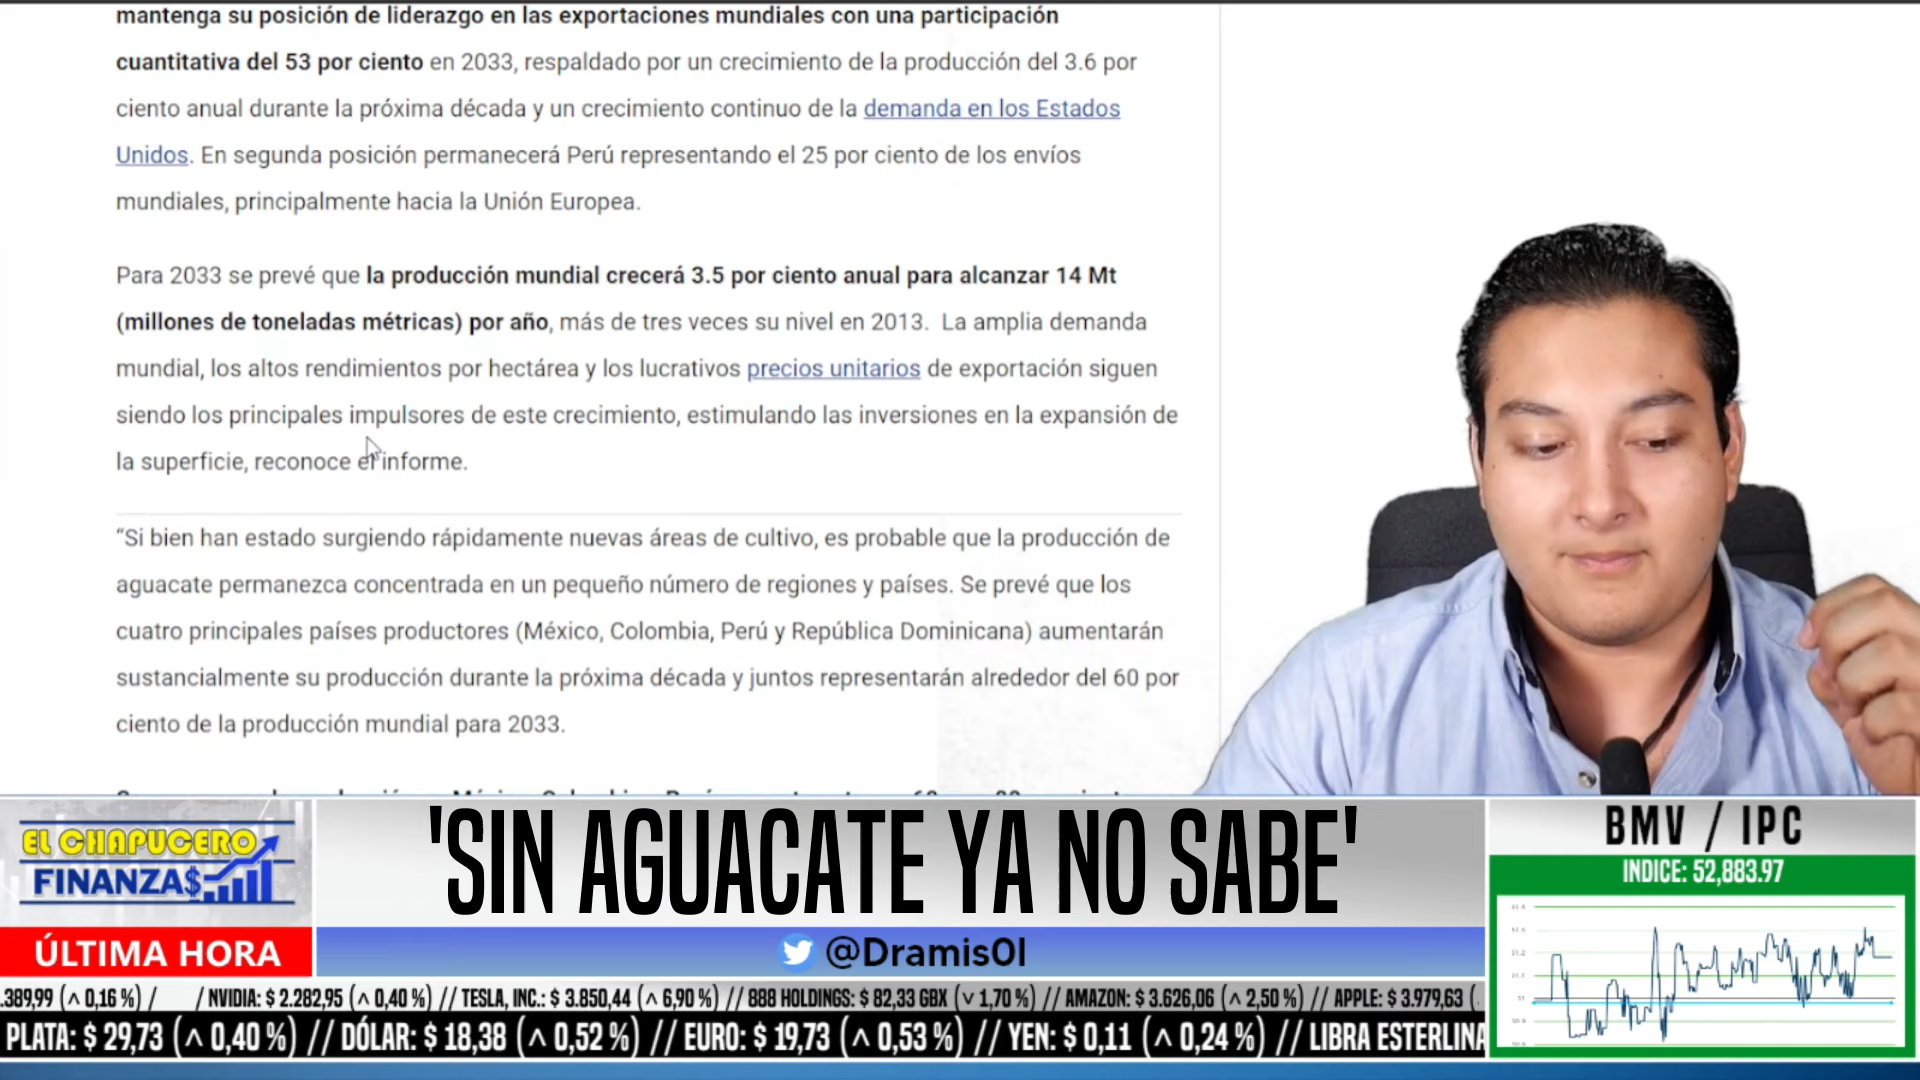 mantenga su posición de liderazgo en las exportaciones mundiales con una participación
cuantitativa del 53 por ciento en 2033, respaldado por un crecimiento de la producción del 3.6 por
ciento anual durante la próxima década y un crecimiento continuo de la demanda en los Estados
Unidos. En segunda posición permanecerá Perú representando el 25 por ciento de los envíos
mundiales, principalmente hacia la Unión Europea.
Para 2033 se prevé que la producción mundial crecerá 3.5 por ciento anual para alcanzar 14 Mt
(millones de toneladas métricas) por año, más de tres veces su nivel en 2013. La amplia demanda
mundial, los altos rendimientos por hectárea y los lucrativos precios unitarios de exportación siguen
siendo los principales impulsores de este crecimiento, estimulando las inversiones en la expansión de
la superficie, reconoce el informe.
“Si bien han estado surgiendo rápidamente nuevas áreas de cultivo, es probable que la producción de
aguacate permanezca concentrada en un pequeño número de regiones y países. Se prevé que los
cuatro principales países productores (México, Colombia, Perú y República Dominicana) aumentarán
sustancialmente su producción durante la próxima década y juntos representarán alrededor del 60 por
ciento de la producción mundial para 2033.
EL CHAPUCERO
FINANZA$
'SIN AGUACATE YA NO SABE'
BMV / IPC
INDICE: 52,883.97
ÚLTIMA HORA
@Dramis01
.389,99 (^ 0,16 %) / / NVIDIA: $ 2.282,95 (^ 0,40 %) // TESLA, INC.: $ 3.850,44 (^ 6,90 %) // 888 HOLDINGS: $ 82,33 GBX (v 1,70 %) // AMAZON: $ 3.626,06 (^ 2,50 %) // APPLE: $ 3.979,63 (
PLATA: $ 29,73 (^ 0,40 %) // DÓLAR: $ 18,38 (^ 0,52 %) // EURO: $ 19,73 (^ 0,53 %) // YEN: $ 0,11 (^ 0,24 %) // LIBRA ESTERLINA